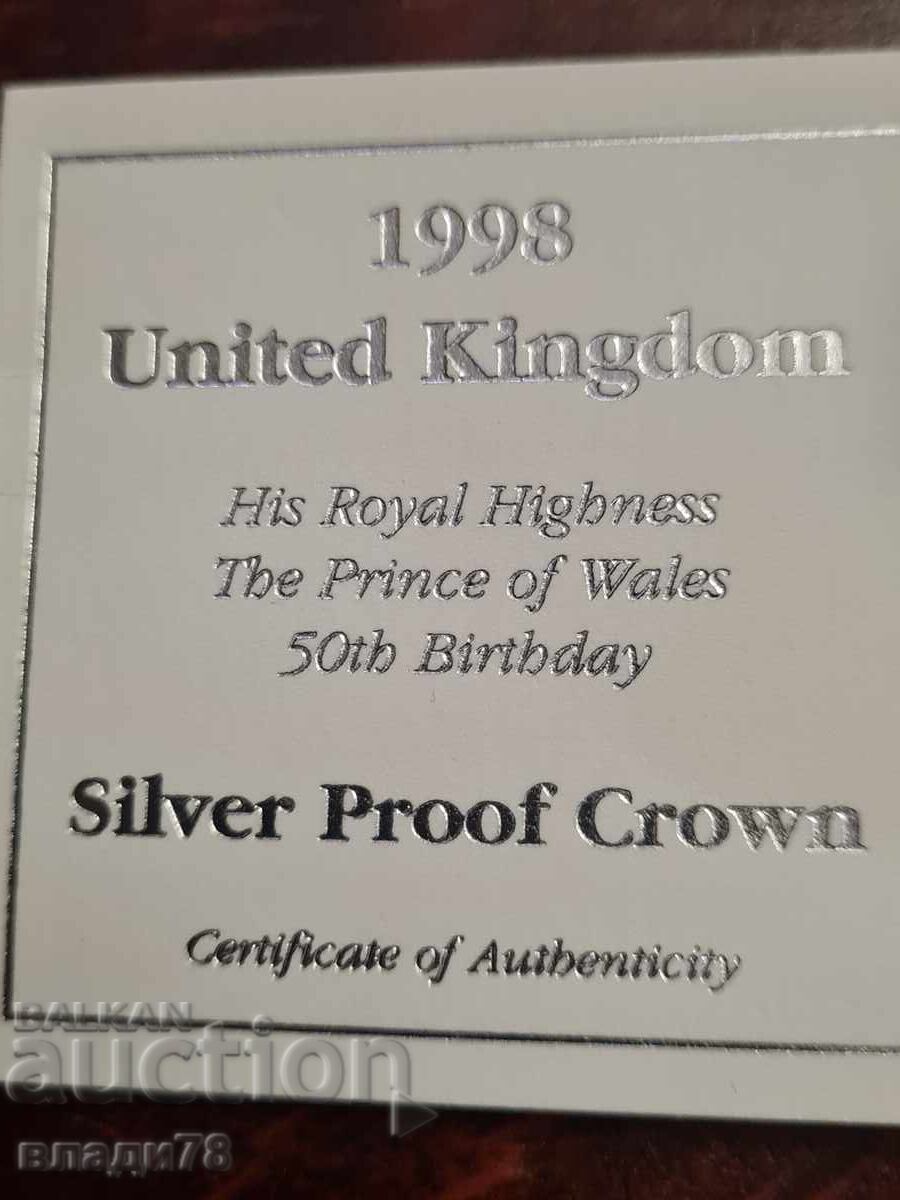 1998
United Kingdom
His Royal Highness
The Prince of Wales
50th Birthday
Silver Proof Crown
Certificate of Authenticity
BALKAN
auction
влади78